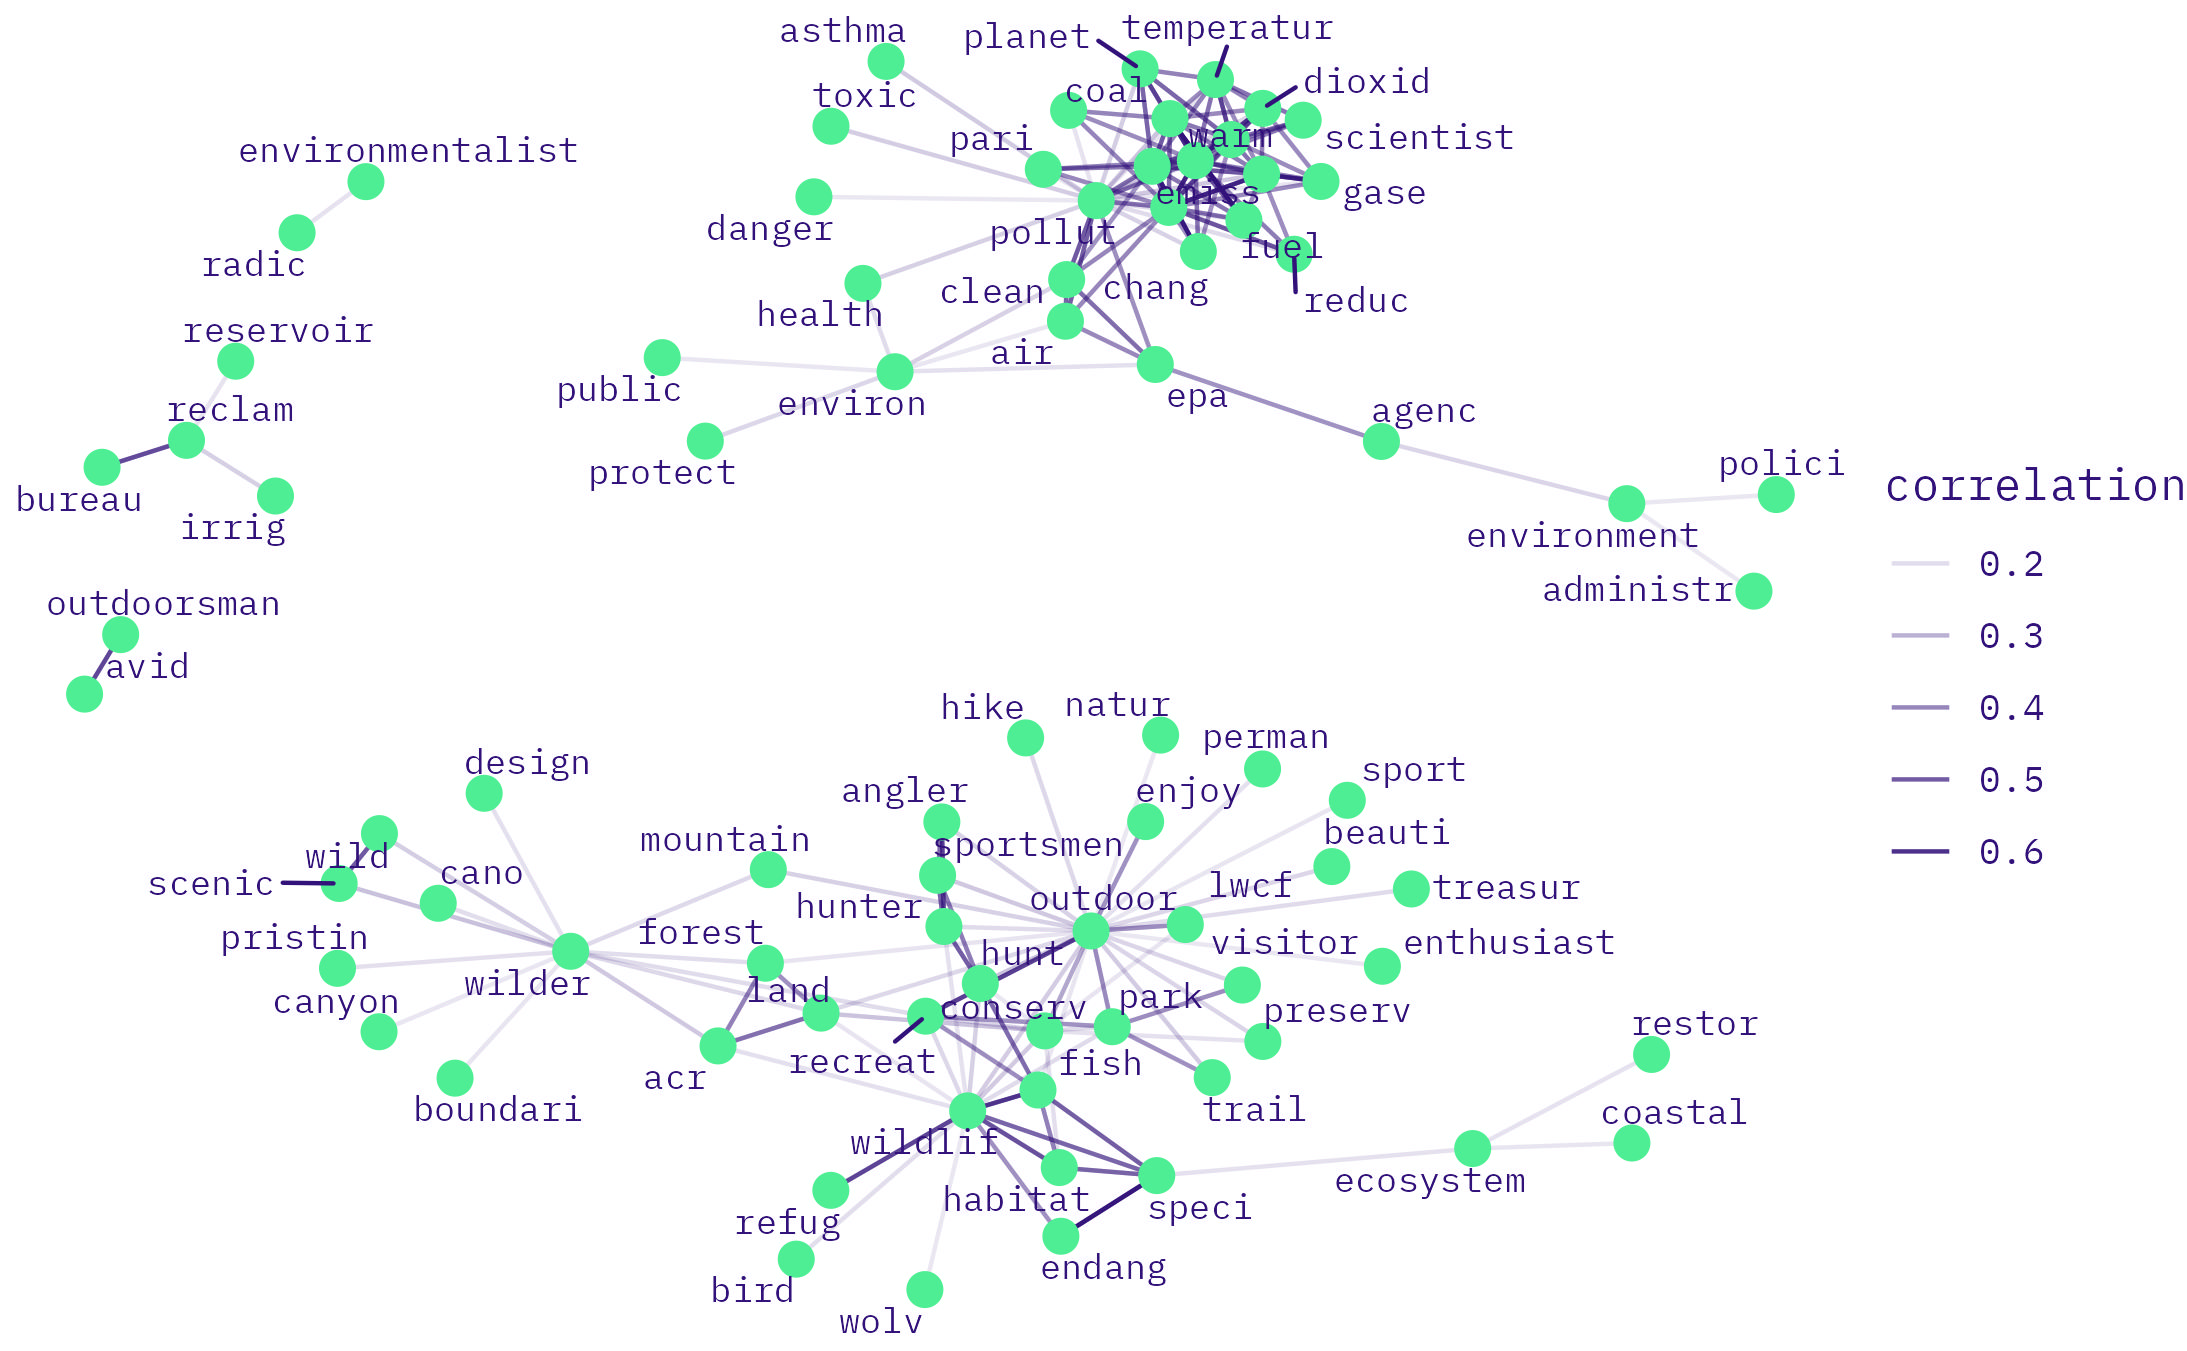 asthma
planet
temperatur
toxic
coal
dioxid
pari
warm
scientist
environmentalist
danger
emiss
gase
radic
pollut
fuel
health
clean
chang
reduc
reservoir
air
public
environ
epa
reclam
agenc
protect
polici
bureau
irrig
environment
administr
correlation
0.2
0.3
0.4
0.5
0.6
outdoorsman
avid
hike
natur
perman
design
angler
enjoy
sport
mountain
sportsmen
beauti
wild
cano
scenic
hunter
outdoor
lwcf
treasur
pristin
forest
hunt
visitor
enthusiast
canyon
wilder
land
conserv
park
preserv
acr
recreat
fish
restor
boundari
trail
coastal
wildlif
refug
habitat
speci
ecosystem
bird
endang
wolv